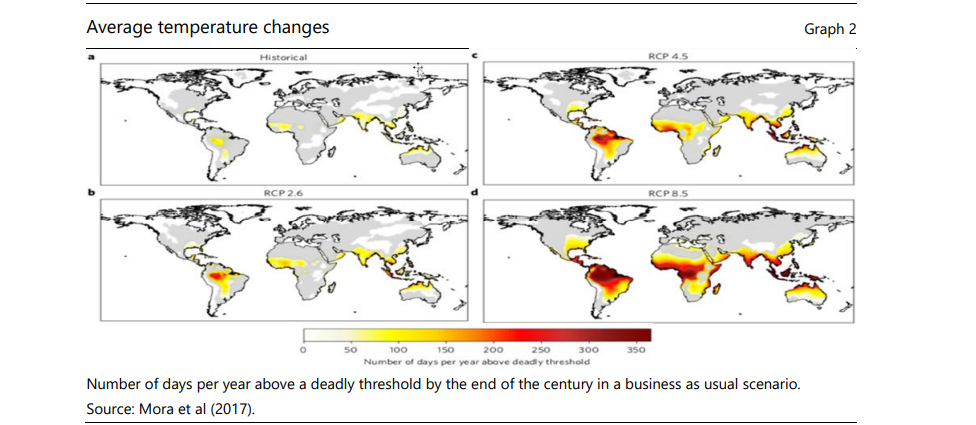 Average temperature changes
Graph 2
a
Historical
c
RCP 4.5
b
RCP 2.6
d
RCP 8.5
0 50 100 150 200 250 300 350
Number of days per year above deadly threshold
Number of days per year above a deadly threshold by the end of the century in a business as usual scenario.
Source: Mora et al (2017).